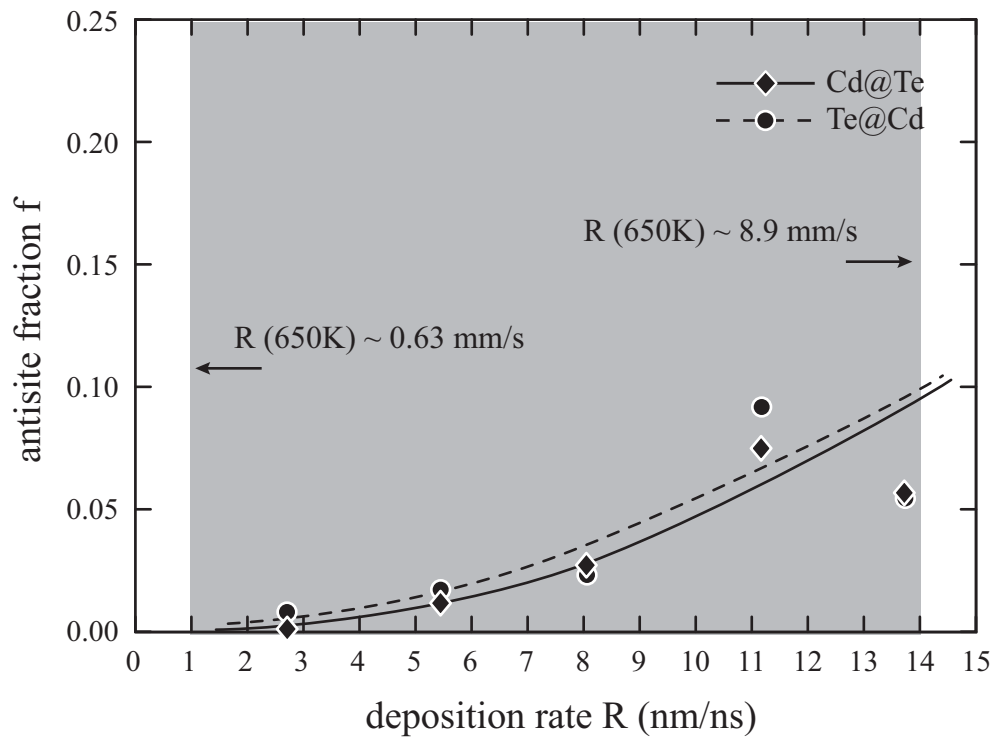 0.25
0.20
0.15
0.10
0.05
0.00
antisite fraction f
Cd@Te
Te@Cd
R (650K) ~ 8.9 mm/s
R (650K) ~ 0.63 mm/s
0 1 2 3 4 5 6 7 8 9 10 11 12 13 14 15
deposition rate R (nm/ns)